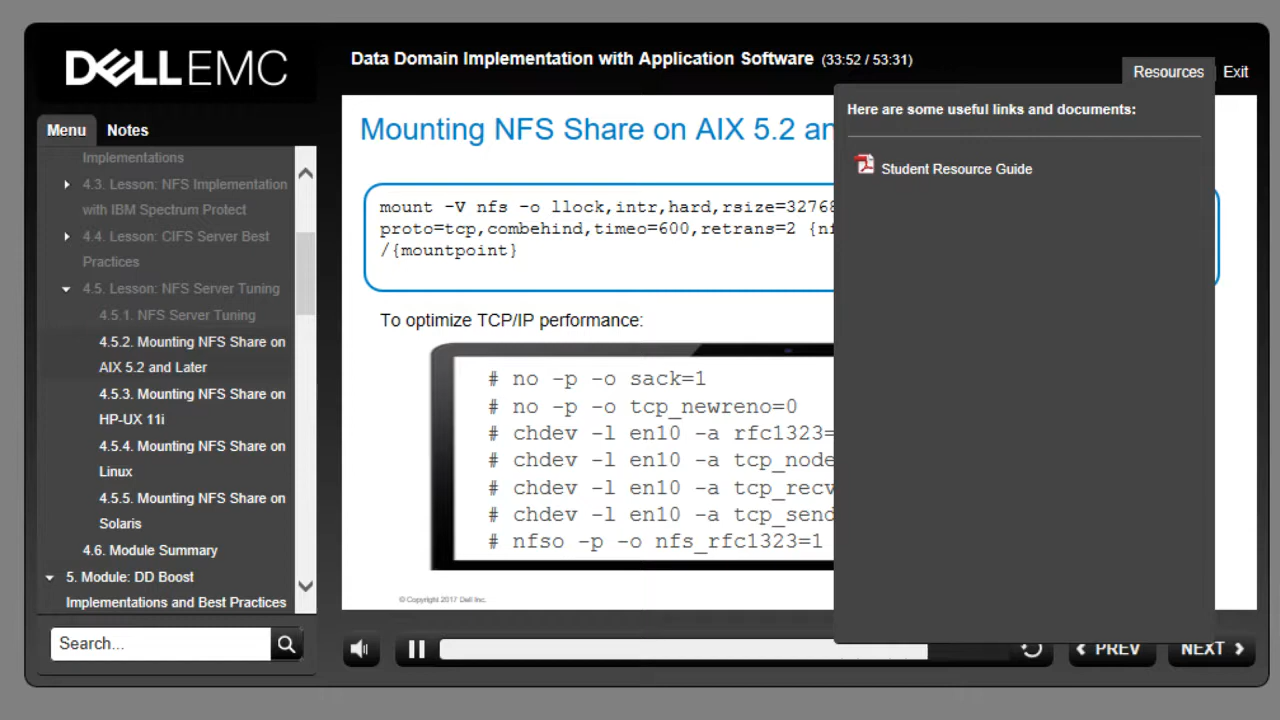 DELLEMC
Data Domain Implementation with Application Software (33:52 / 53:31)
Resources
Exit
Menu
Notes
Implementations
4.3. Lesson: NFS Implementation
with IBM Spectrum Protect
4.4. Lesson: CIFS Server Best
Practices
4.5. Lesson: NFS Server Tuning
4.5.1. NFS Server Tuning
4.5.2. Mounting NFS Share on
AIX 5.2 and Later
4.5.3. Mounting NFS Share on
HP-UX 11i
4.5.4. Mounting NFS Share on
Linux
4.5.5. Mounting NFS Share on
Solaris
4.6. Module Summary
5. Module: DD Boost
Implementations and Best Practices
Search...
Mounting NFS Share on AIX 5.2 an
mount -V nfs -o llock,intr,hard,rsize=32768
proto=tcp,combehind,timeo=600,retrans=2 {nf
/{mountpoint}
To optimize TCP/IP performance:
# no -p -o sack=1
# no -p -o tcp_newreno=0
# chdev -l en10 -a rfc1323=
# chdev -l en10 -a tcp_node
# chdev -l en10 -a tcp_recv
# chdev -l en10 -a tcp_send
# nfso -p -o nfs_rfc1323=1
© Copyright 2017 Dell Inc.
Here are some useful links and documents:
Student Resource Guide
PREV
NEXT